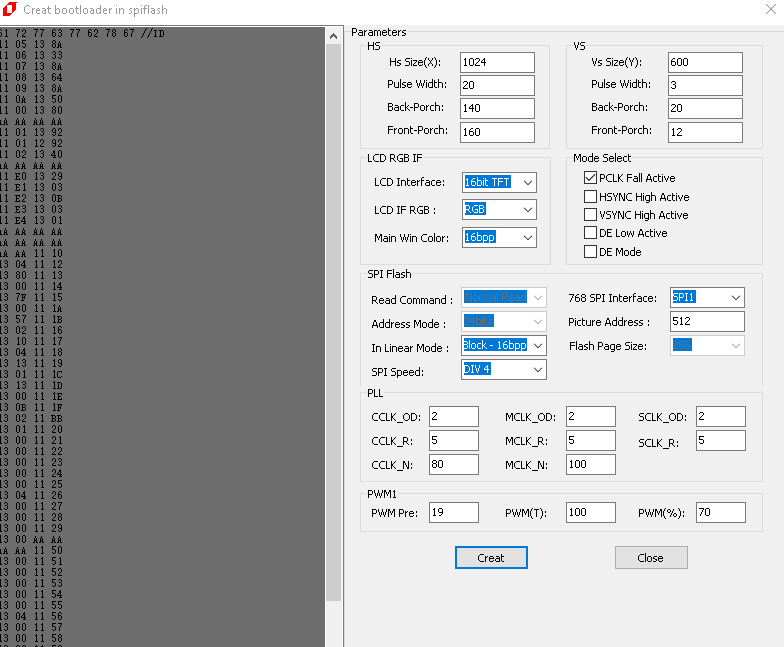 Creat bootloader in spiflash
61 72 77 63 77 62 78 67 //ID
11 05 13 8A
11 06 13 33
11 07 13 8A
11 08 13 64
11 09 13 8A
11 0A 13 50
11 00 13 80
AA AA AA AA
11 01 13 92
11 01 12 92
11 02 13 40
AA AA AA AA
11 E0 13 29
11 E1 13 03
11 E2 13 0B
11 E3 13 03
11 E4 13 01
AA AA AA AA
AA AA 11 10
13 04 11 12
13 80 11 13
13 00 11 14
13 7F 11 15
13 00 11 1A
13 57 11 1B
13 02 11 16
13 10 11 17
13 04 11 18
13 13 11 19
13 01 11 1C
13 13 11 1D
13 00 11 1E
13 0B 11 1F
13 02 11 BB
13 01 11 20
13 00 11 21
13 00 11 22
13 00 11 23
13 00 11 24
13 00 11 25
13 04 11 26
13 00 11 27
13 00 11 28
13 00 11 29
13 00 AA AA
AA AA 11 50
13 00 11 51
13 00 11 52
13 00 11 53
13 00 11 54
13 00 11 55
13 04 11 56
13 00 11 57
13 00 11 58
Parameters
HS
Hs Size(X): 1024
Pulse Width: 20
Back-Porch: 140
Front-Porch: 160
VS
Vs Size(Y): 600
Pulse Width: 3
Back-Porch: 20
Front-Porch: 12
LCD RGB IF
LCD Interface: 16bit TFT
LCD IF RGB : RGB
Main Win Color: 16bpp
Mode Select
PCLK Fall Active
HSYNC High Active
VSYNC High Active
DE Low Active
DE Mode
SPI Flash
Read Command :
Address Mode :
In Linear Mode : Block - 16bpp
SPI Speed: DIV 4
768 SPI Interface: SPI1
Picture Address : 512
Flash Page Size:
PLL
CCLK_OD: 2 MCLK_OD: 2 SCLK_OD: 2
CCLK_R: 5 MCLK_R: 5 SCLK_R: 5
CCLK_N: 80 MCLK_N: 100
PWM1
PWM Pre: 19 PWM(T): 100 PWM(%): 70
Creat Close